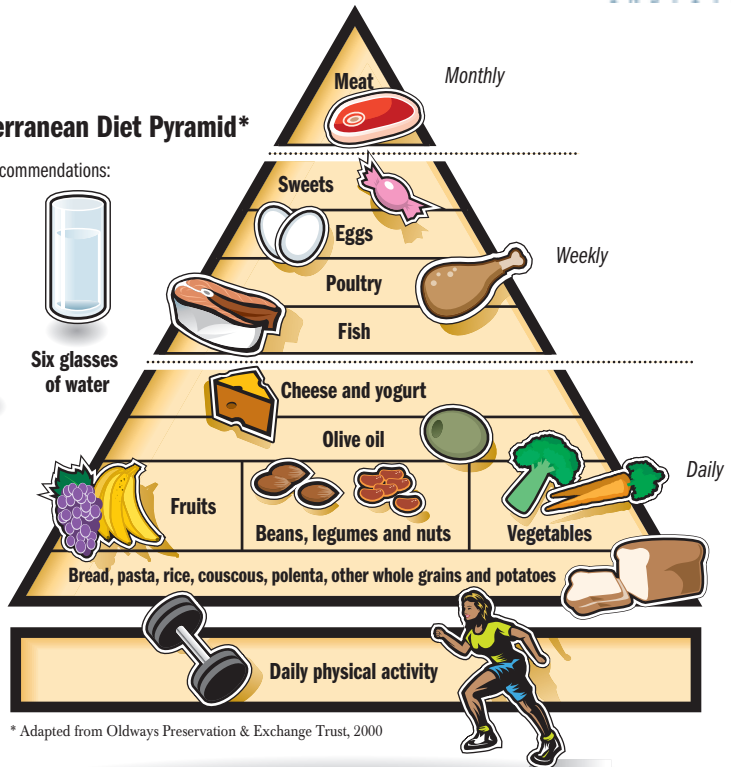 Meat
Monthly
erranean Diet Pyramid*
commendations:
Sweets
Eggs
Weekly
Poultry
Fish
Six glasses
of water
Cheese and yogurt
Olive oil
Daily
Fruits
Beans, legumes and nuts
Vegetables
Bread, pasta, rice, couscous, polenta, other whole grains and potatoes
Daily physical activity
* Adapted from Oldways Preservation & Exchange Trust, 2000